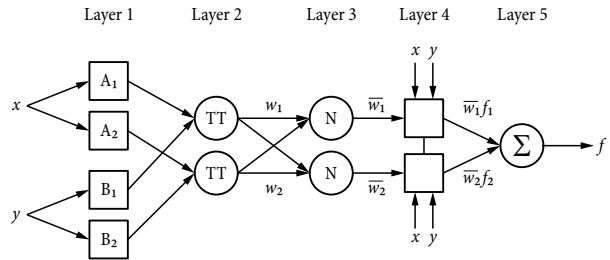 Layer 1 Layer 2 Layer 3 Layer 4 Layer 5
x y
A₁
x
A₂
TT w₁ N w̅₁ w̅₁f₁
Σ f
B₁
TT w₂ N w̅₂ w̅₂f₂
y
B₂
x y